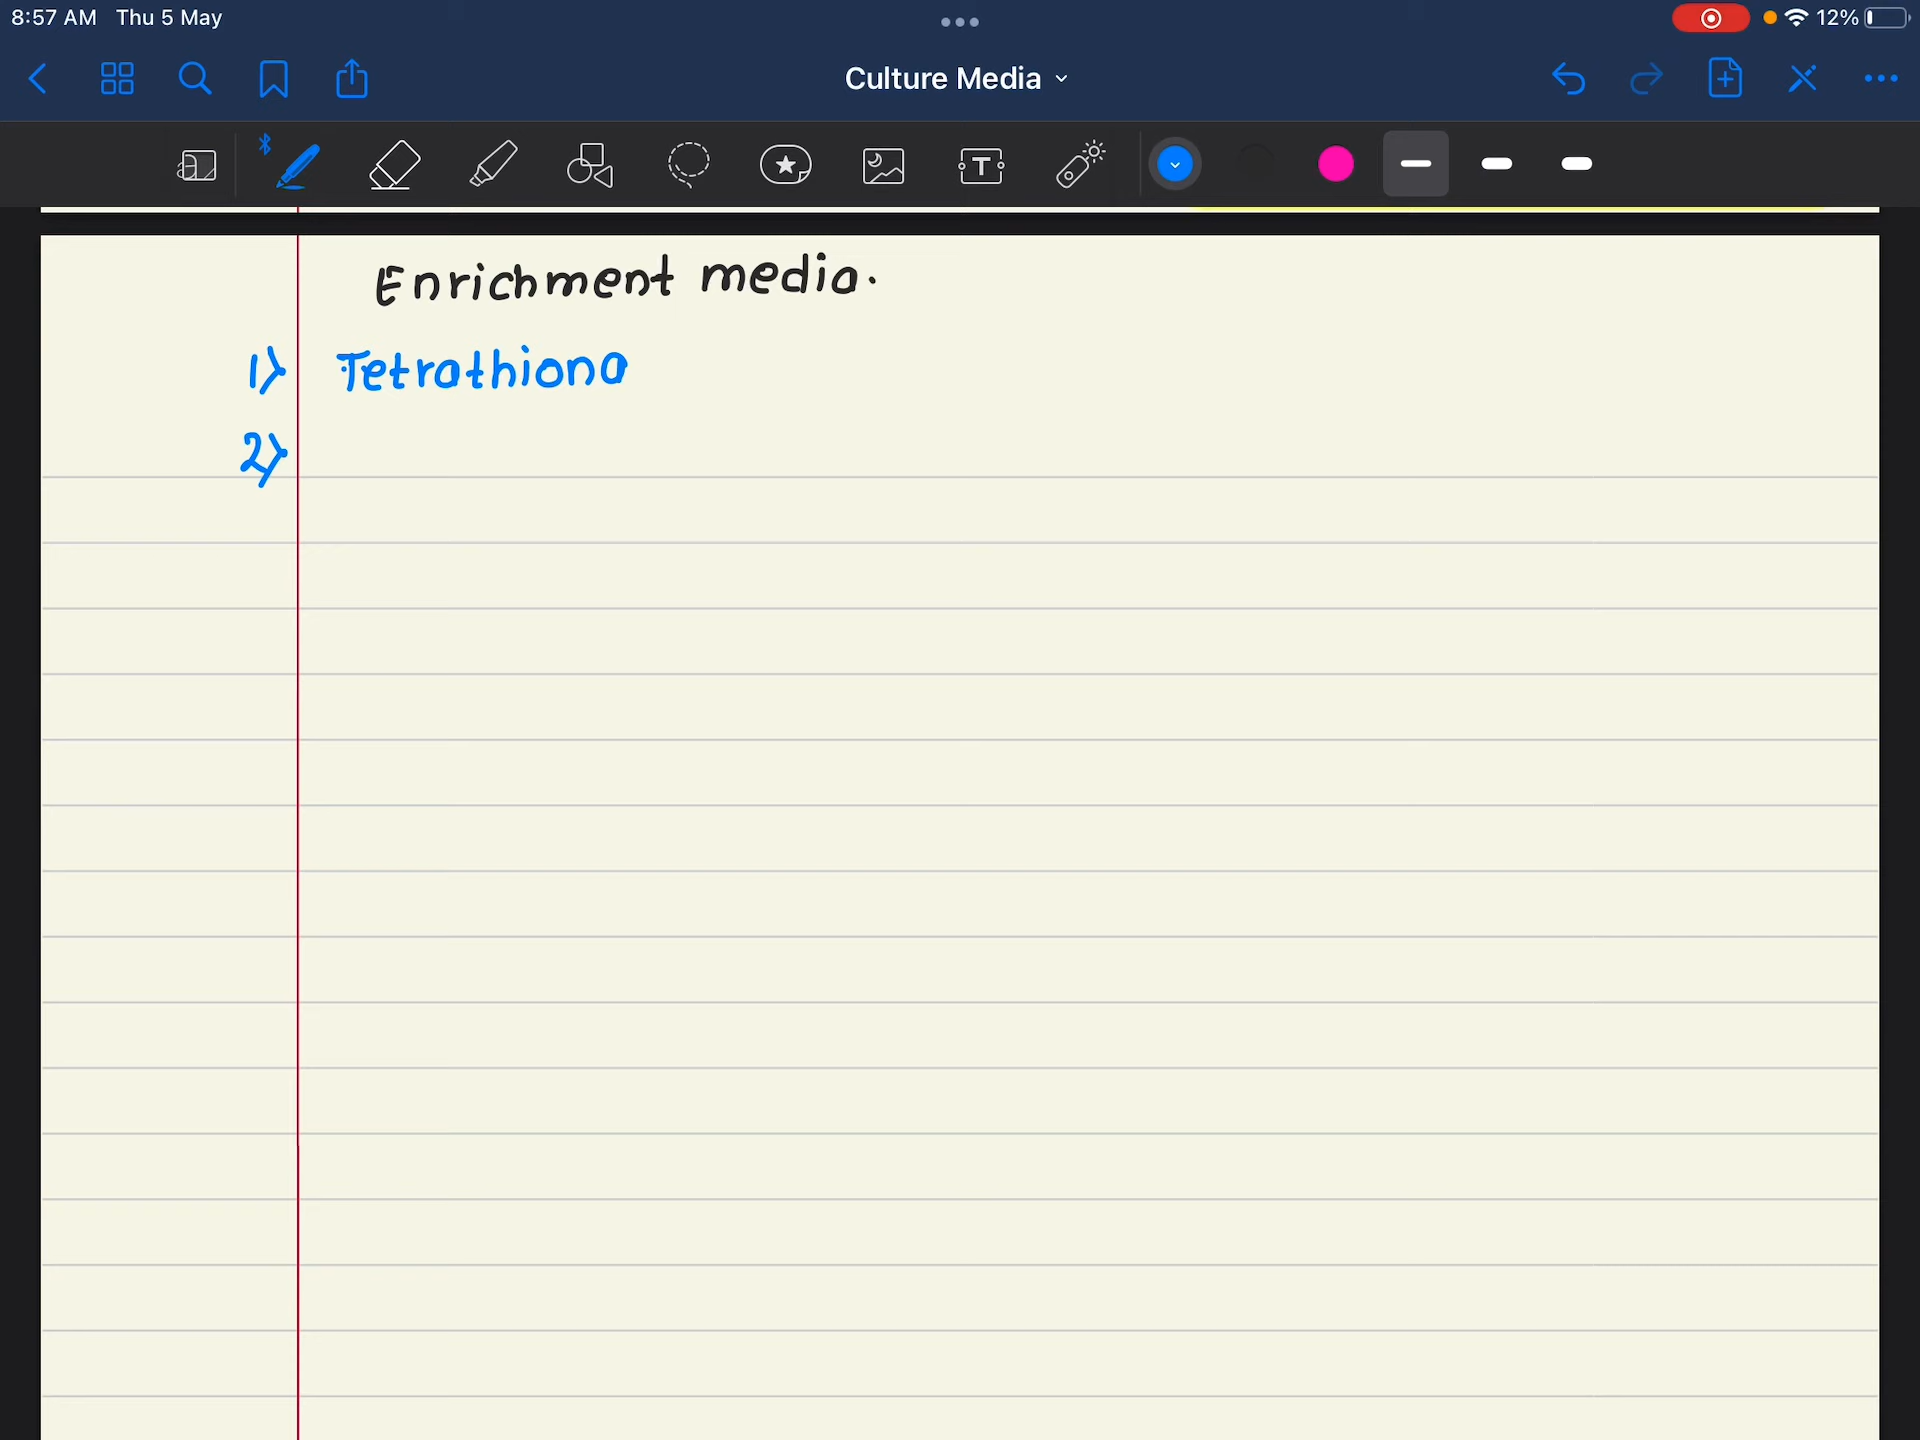 8:57 AM Thu 5 May 12%
Culture Media
T
Enrichment media.
1) Tetrathiona
2)